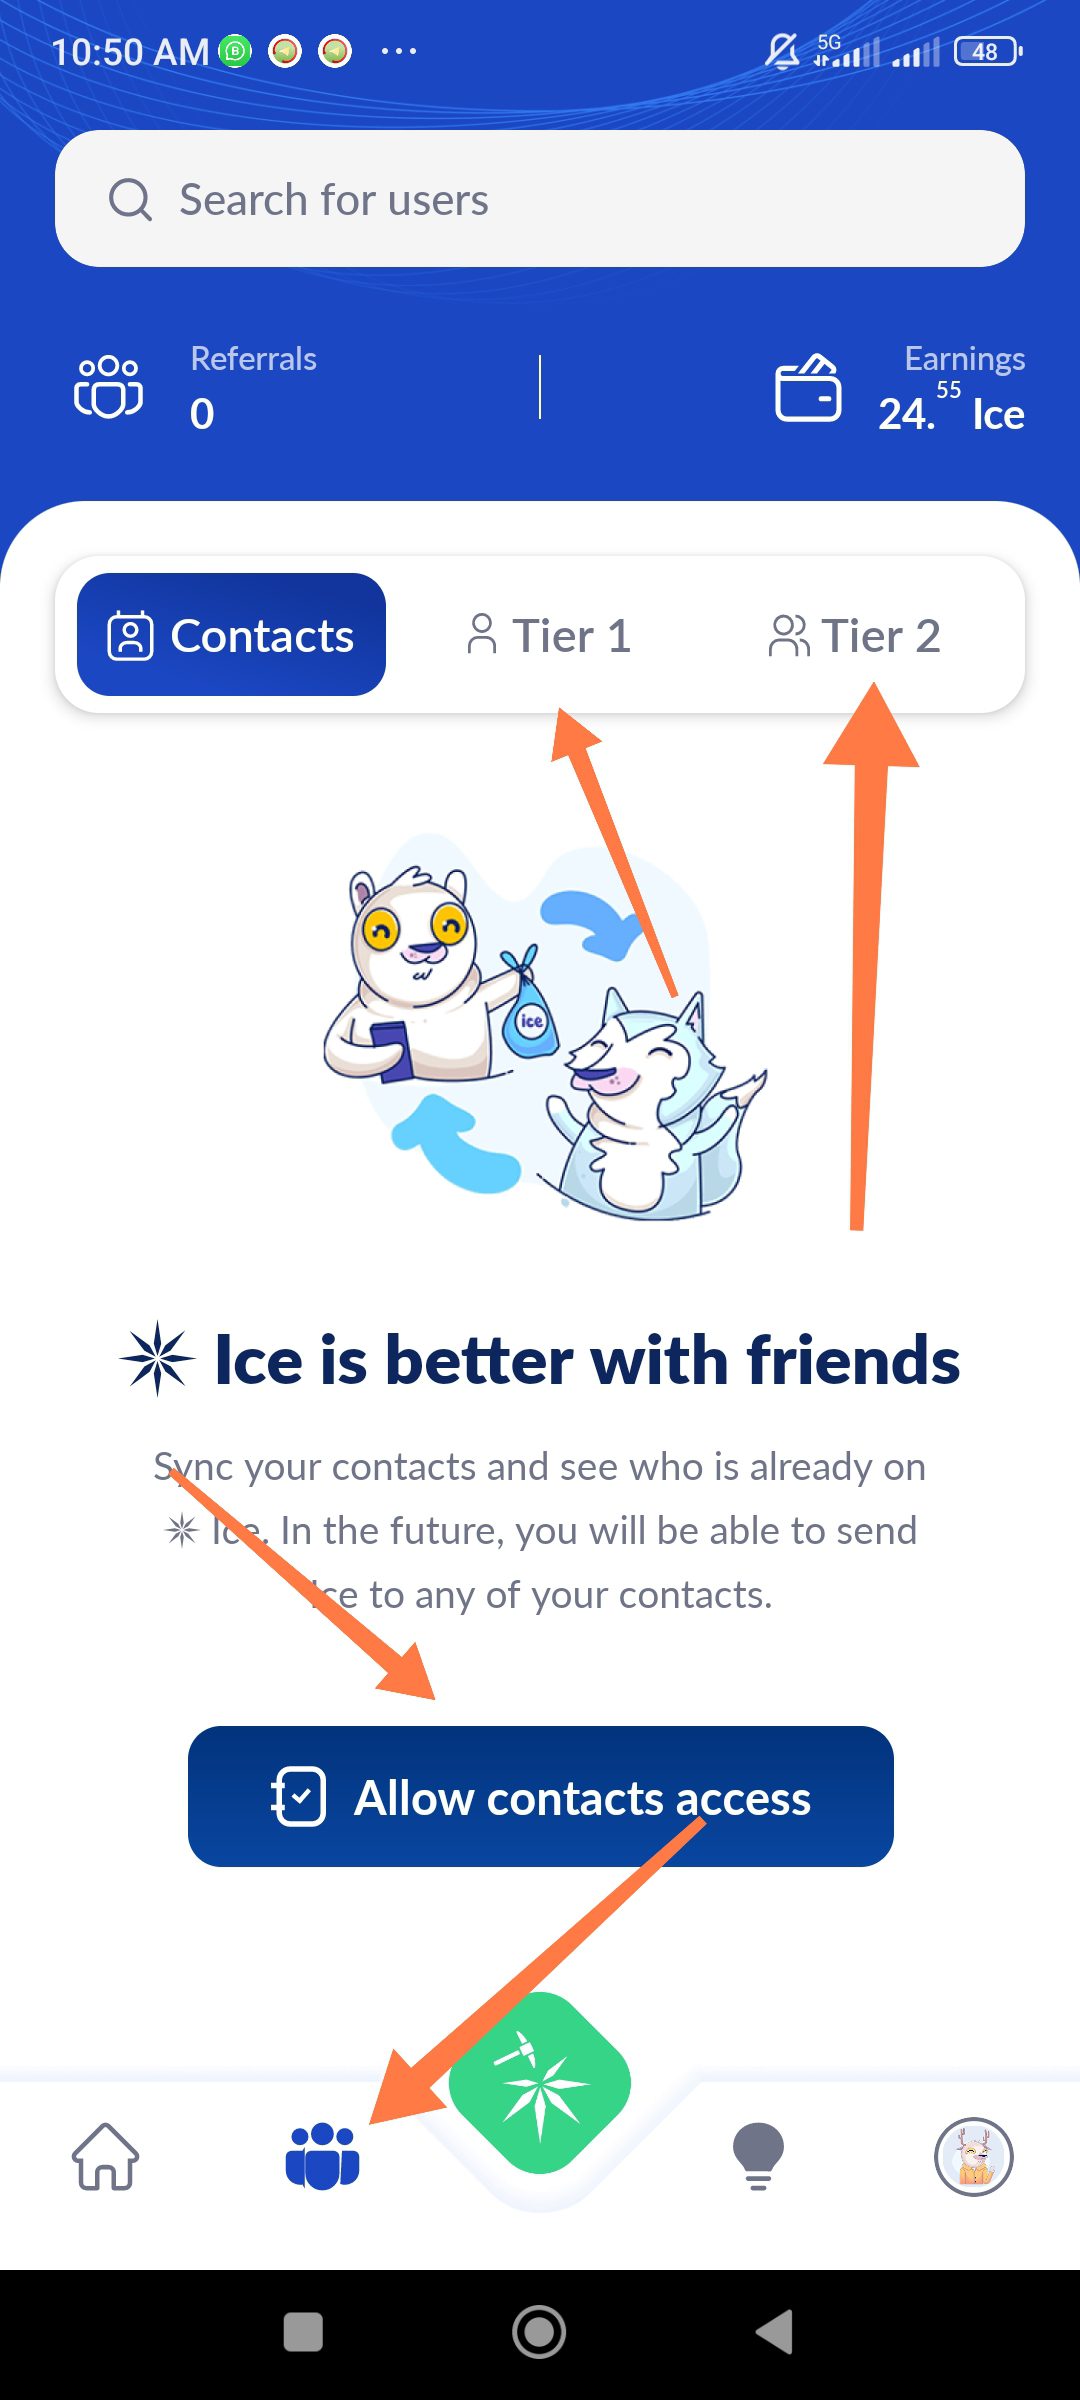 10:50 AM B 5G 48
Search for users
Referrals
0
Earnings
24.55 Ice
Contacts Tier 1 Tier 2
ice
Ice is better with friends
Sync your contacts and see who is already on
Ice. In the future, you will be able to send
Ice to any of your contacts.
Allow contacts access